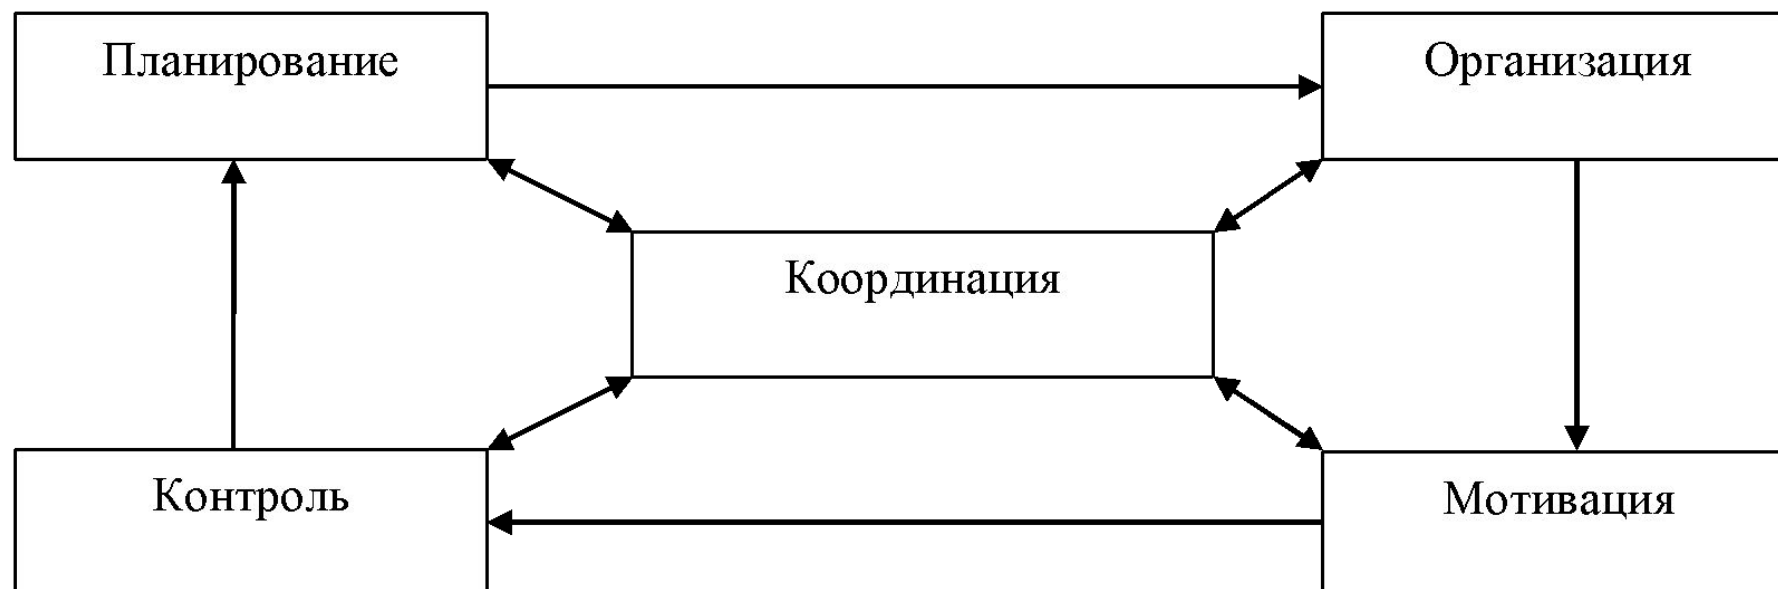 Планирование
Организация
Координация
Контроль
Мотивация